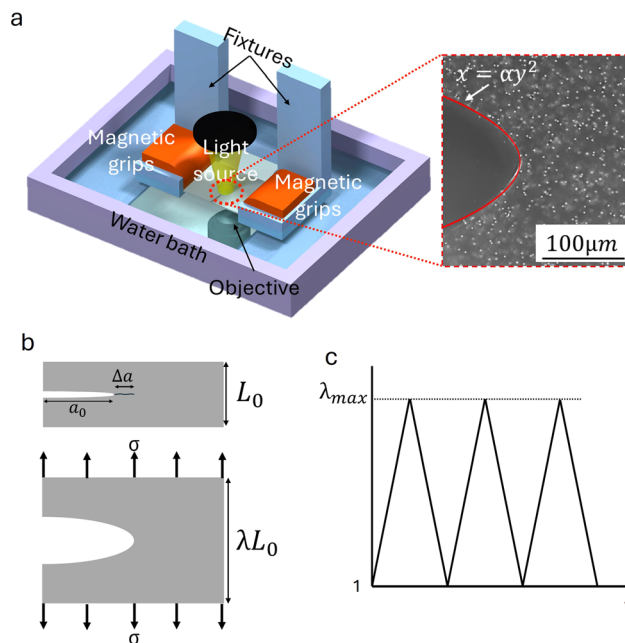 a
Fixtures
x = αy²
Magnetic
grips
Light
source
Magnetic
grips
Water bath
Objective
100μm
b
Δa
a₀
L₀
σ
λL₀
σ
c
λmax
1